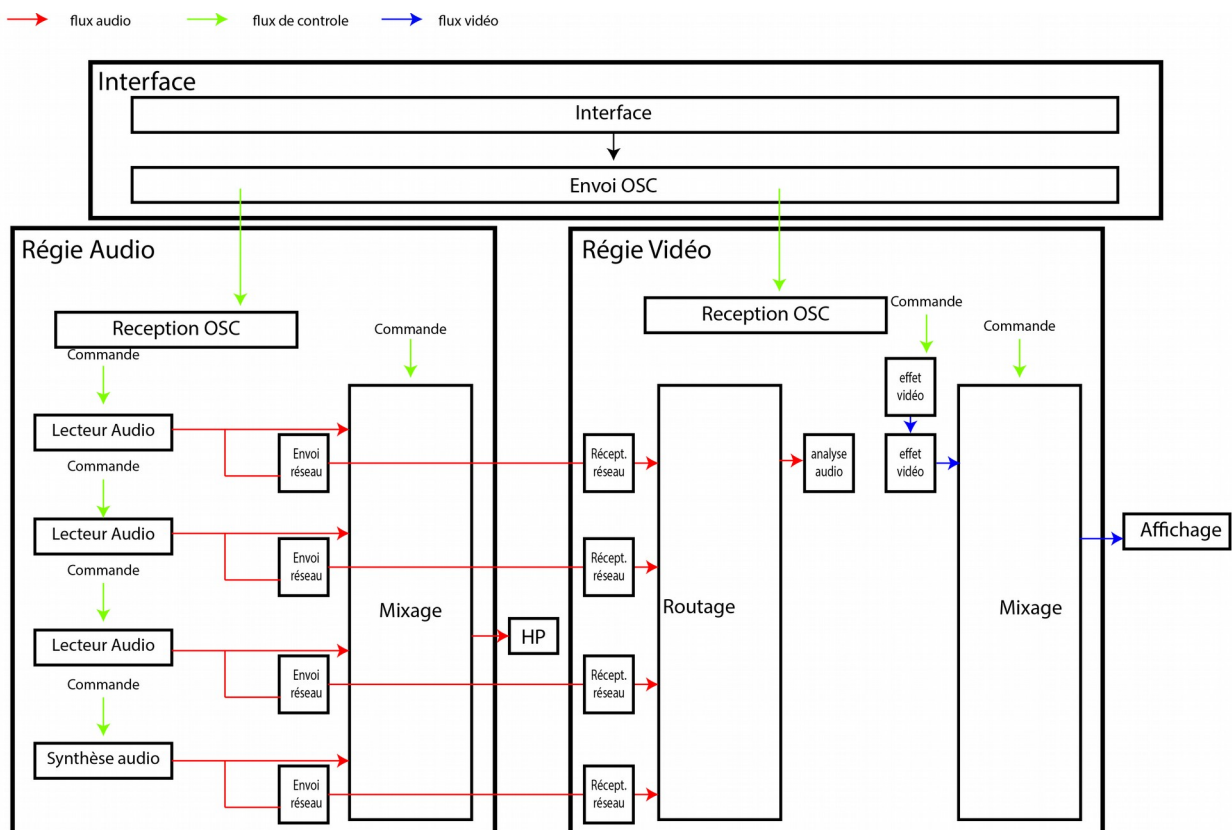 flux audio
flux de controle
flux vidéo
Interface
Interface
Envoi OSC
Régie Audio
Reception OSC
Commande
Commande
Lecteur Audio
Envoi
réseau
Commande
Lecteur Audio
Envoi
réseau
Commande
Lecteur Audio
Envoi
réseau
Commande
Synthèse audio
Envoi
réseau
Mixage
HP
Régie Vidéo
Reception OSC
Commande
Commande
effet
vidéo
effet
vidéo
Récept.
réseau
Récept.
réseau
Récept.
réseau
Récept.
réseau
Routage
analyse
audio
Mixage
Affichage